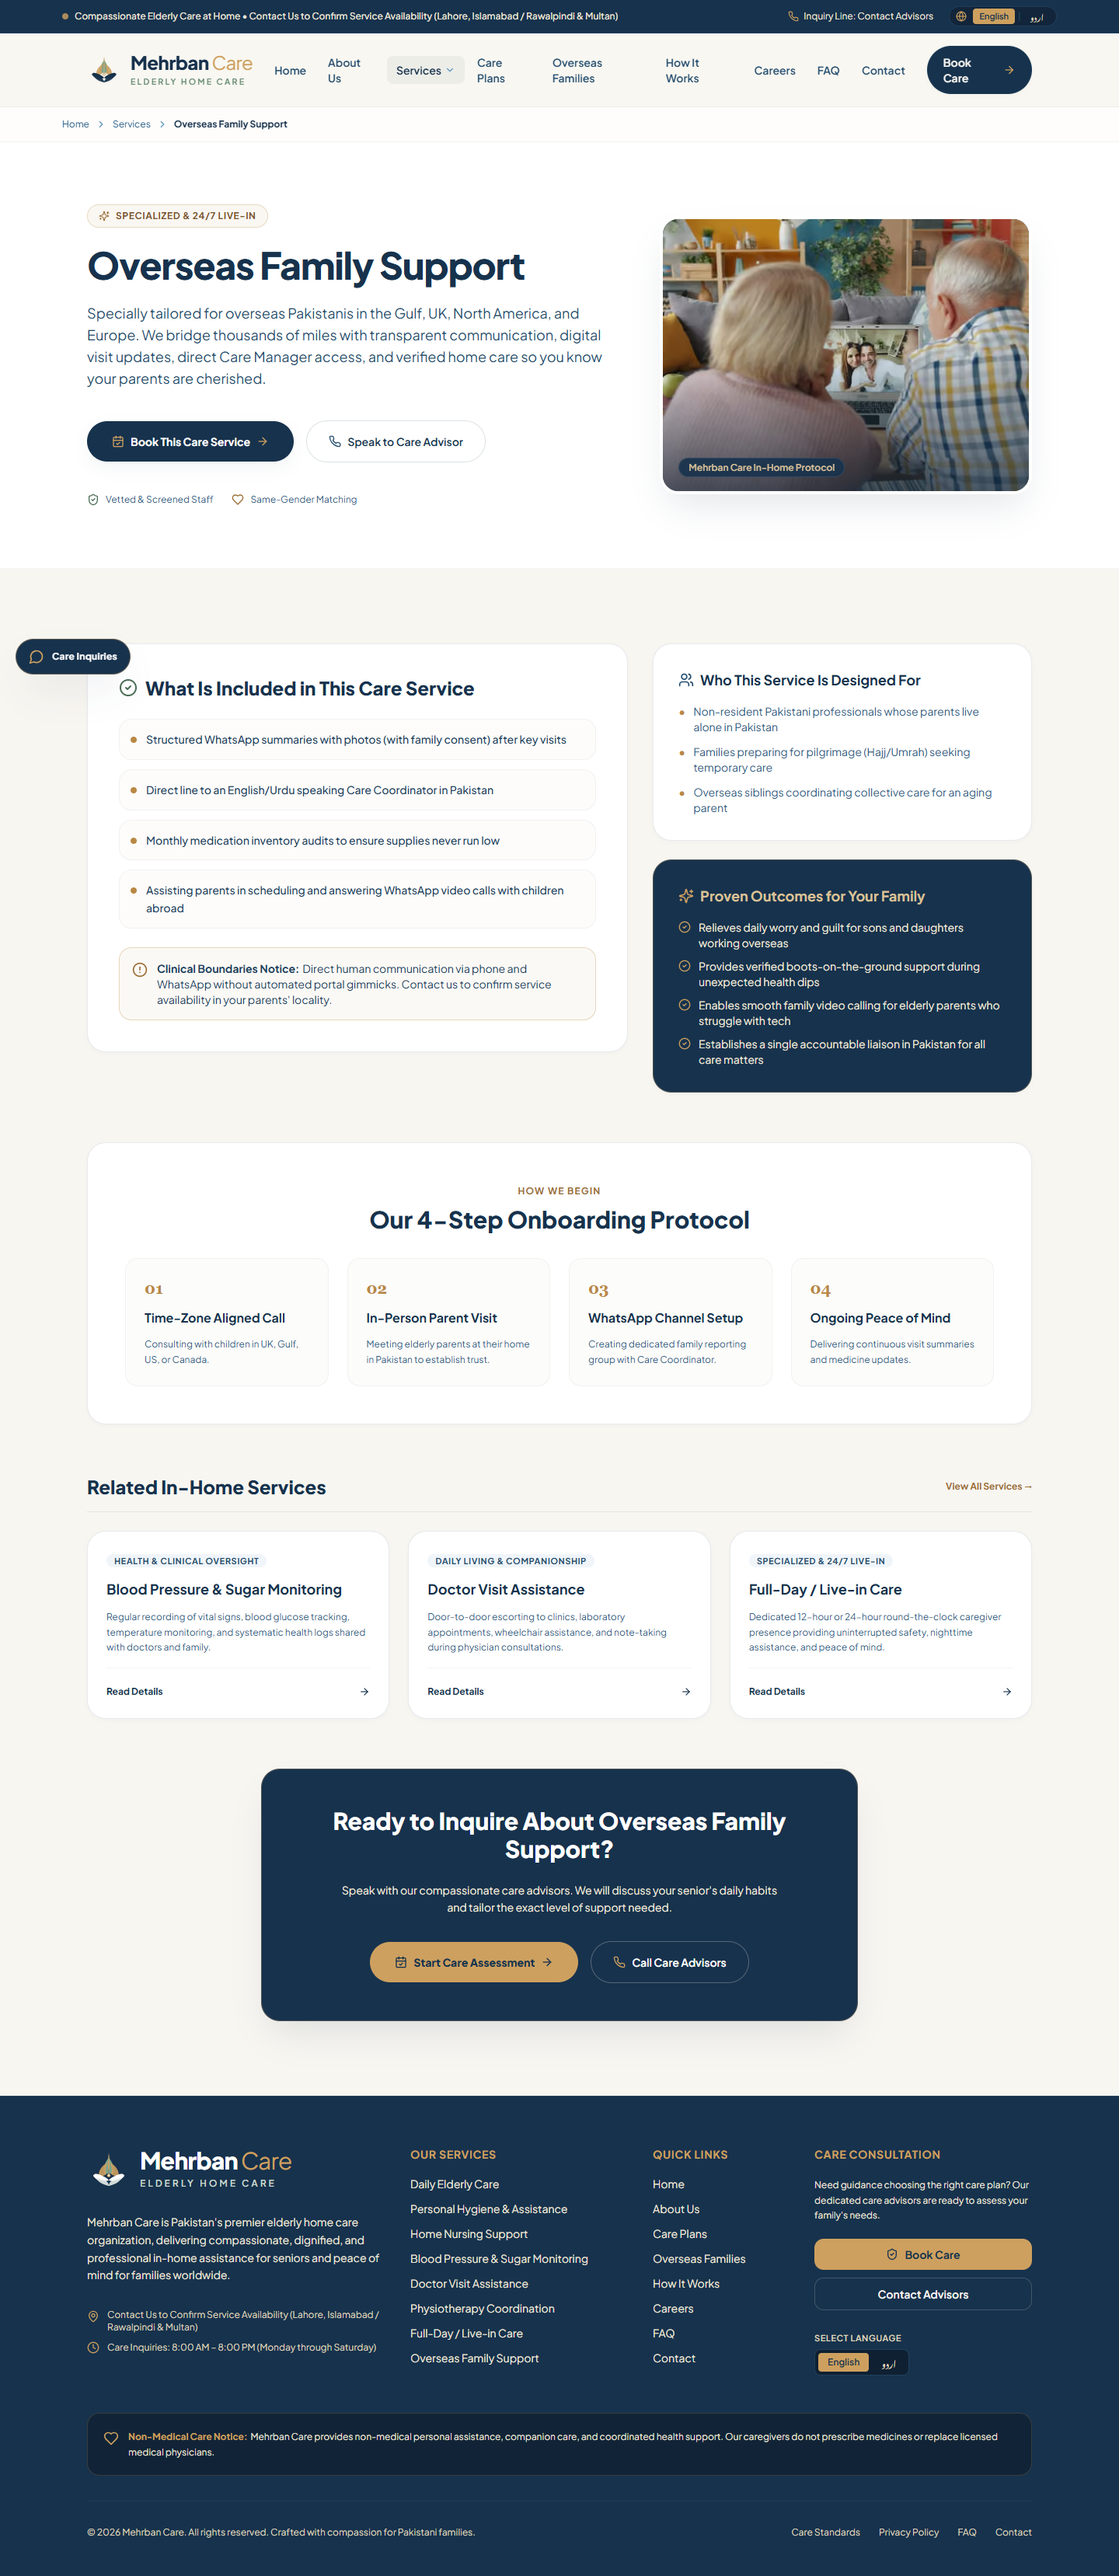 Compassionate Elderly Care at Home • Contact Us to Confirm Service Availability (Lahore, Islamabad / Rawalpindi & Multan)
Inquiry Line: Contact Advisors
English
اردو
Mehrban Care
ELDERLY HOME CARE
Home
About Us
Services
Care Plans
Overseas Families
How It Works
Careers
FAQ
Contact
Book Care
Home > Services > Overseas Family Support
SPECIALIZED & 24/7 LIVE-IN
Overseas Family Support
Specially tailored for overseas Pakistanis in the Gulf, UK, North America, and
Europe. We bridge thousands of miles with transparent communication, digital
visit updates, direct Care Manager access, and verified home care so you know
your parents are cherished.
Book This Care Service
Speak to Care Advisor
Vetted & Screened Staff
Same-Gender Matching
Mehrban Care In-Home Protocol
Care Inquiries
What Is Included in This Care Service
Structured WhatsApp summaries with photos (with family consent) after key visits
Direct line to an English/Urdu speaking Care Coordinator in Pakistan
Monthly medication inventory audits to ensure supplies never run low
Assisting parents in scheduling and answering WhatsApp video calls with children
abroad
Clinical Boundaries Notice: Direct human communication via phone and
WhatsApp without automated portal gimmicks. Contact us to confirm service
availability in your parents' locality.
Who This Service Is Designed For
Non-resident Pakistani professionals whose parents live
alone in Pakistan
Families preparing for pilgrimage (Hajj/Umrah) seeking
temporary care
Overseas siblings coordinating collective care for an aging
parent
Proven Outcomes for Your Family
Relieves daily worry and guilt for sons and daughters
working overseas
Provides verified boots-on-the-ground support during
unexpected health dips
Enables smooth family video calling for elderly parents who
struggle with tech
Establishes a single accountable liaison in Pakistan for all
care matters
HOW WE BEGIN
Our 4-Step Onboarding Protocol
01
Time-Zone Aligned Call
Consulting with children in UK, Gulf,
US, or Canada.
02
In-Person Parent Visit
Meeting elderly parents at their home
in Pakistan to establish trust.
03
WhatsApp Channel Setup
Creating dedicated family reporting
group with Care Coordinator.
04
Ongoing Peace of Mind
Delivering continuous visit summaries
and medicine updates.
Related In-Home Services
View All Services →
HEALTH & CLINICAL OVERSIGHT
Blood Pressure & Sugar Monitoring
Regular recording of vital signs, blood glucose tracking,
temperature monitoring, and systematic health logs shared
with doctors and family.
Read Details
DAILY LIVING & COMPANIONSHIP
Doctor Visit Assistance
Door-to-door escorting to clinics, laboratory
appointments, wheelchair assistance, and note-taking
during physician consultations.
Read Details
SPECIALIZED & 24/7 LIVE-IN
Full-Day / Live-in Care
Dedicated 12-hour or 24-hour round-the-clock caregiver
presence providing uninterrupted safety, nighttime
assistance, and peace of mind.
Read Details
Ready to Inquire About Overseas Family
Support?
Speak with our compassionate care advisors. We will discuss your senior's daily habits
and tailor the exact level of support needed.
Start Care Assessment
Call Care Advisors
Mehrban Care
ELDERLY HOME CARE
Mehrban Care is Pakistan's premier elderly home care
organization, delivering compassionate, dignified, and
professional in-home assistance for seniors and peace of
mind for families worldwide.
Contact Us to Confirm Service Availability (Lahore, Islamabad /
Rawalpindi & Multan)
Care Inquiries: 8:00 AM – 8:00 PM (Monday through Saturday)
OUR SERVICES
Daily Elderly Care
Personal Hygiene & Assistance
Home Nursing Support
Blood Pressure & Sugar Monitoring
Doctor Visit Assistance
Physiotherapy Coordination
Full-Day / Live-in Care
Overseas Family Support
QUICK LINKS
Home
About Us
Care Plans
Overseas Families
How It Works
Careers
FAQ
Contact
CARE CONSULTATION
Need guidance choosing the right care plan? Our
dedicated care advisors are ready to assess your
family's needs.
Book Care
Contact Advisors
SELECT LANGUAGE
English
اردو
Non-Medical Care Notice: Mehrban Care provides non-medical personal assistance, companion care, and coordinated health support. Our caregivers do not prescribe medicines or replace licensed
medical physicians.
© 2026 Mehrban Care. All rights reserved. Crafted with compassion for Pakistani families.
Care Standards
Privacy Policy
FAQ
Contact